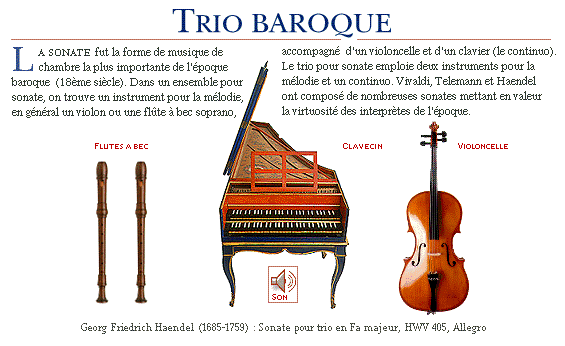 TRIO BAROQUE
LA SONATE fut la forme de musique de
chambre la plus importante de l'époque
baroque (18ème siècle). Dans un ensemble pour
sonate, on trouve un instrument pour la mélodie,
en général un violon ou une flûte à bec soprano,
accompagné d'un violoncelle et d'un clavier (le continuo).
Le trio pour sonate emploie deux instruments pour la
mélodie et un continuo. Vivaldi, Telemann et Haendel
ont composé de nombreuses sonates mettant en valeur
la virtuosité des interprètes de l'époque.
FLUTES A BEC
CLAVECIN
VIOLONCELLE
SON
Georg Friedrich Haendel (1685-1759) : Sonate pour trio en Fa majeur, HWV 405, Allegro